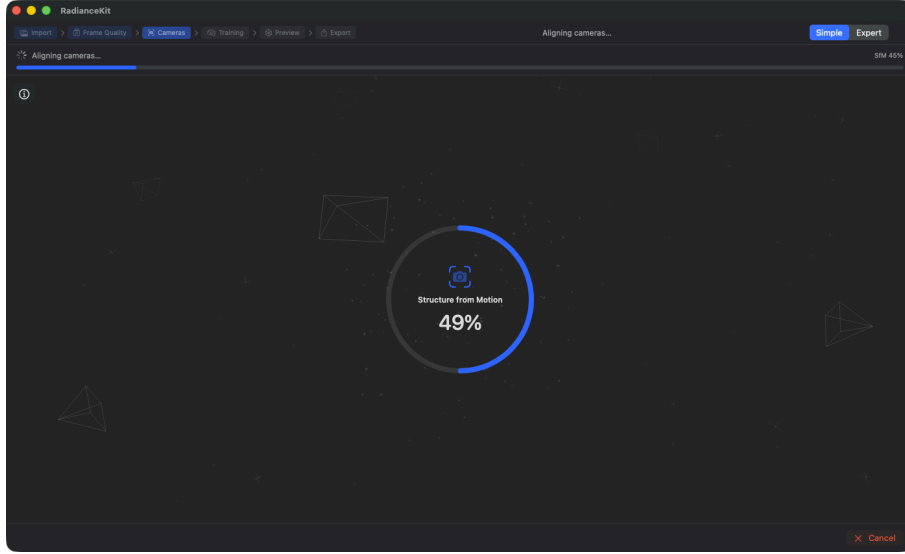 RadianceKit
Import > Frame Quality > Cameras > Training > Preview > Export
Aligning cameras...
Simple Expert
Aligning cameras...
SfM 45%
Structure from Motion
49%
Cancel